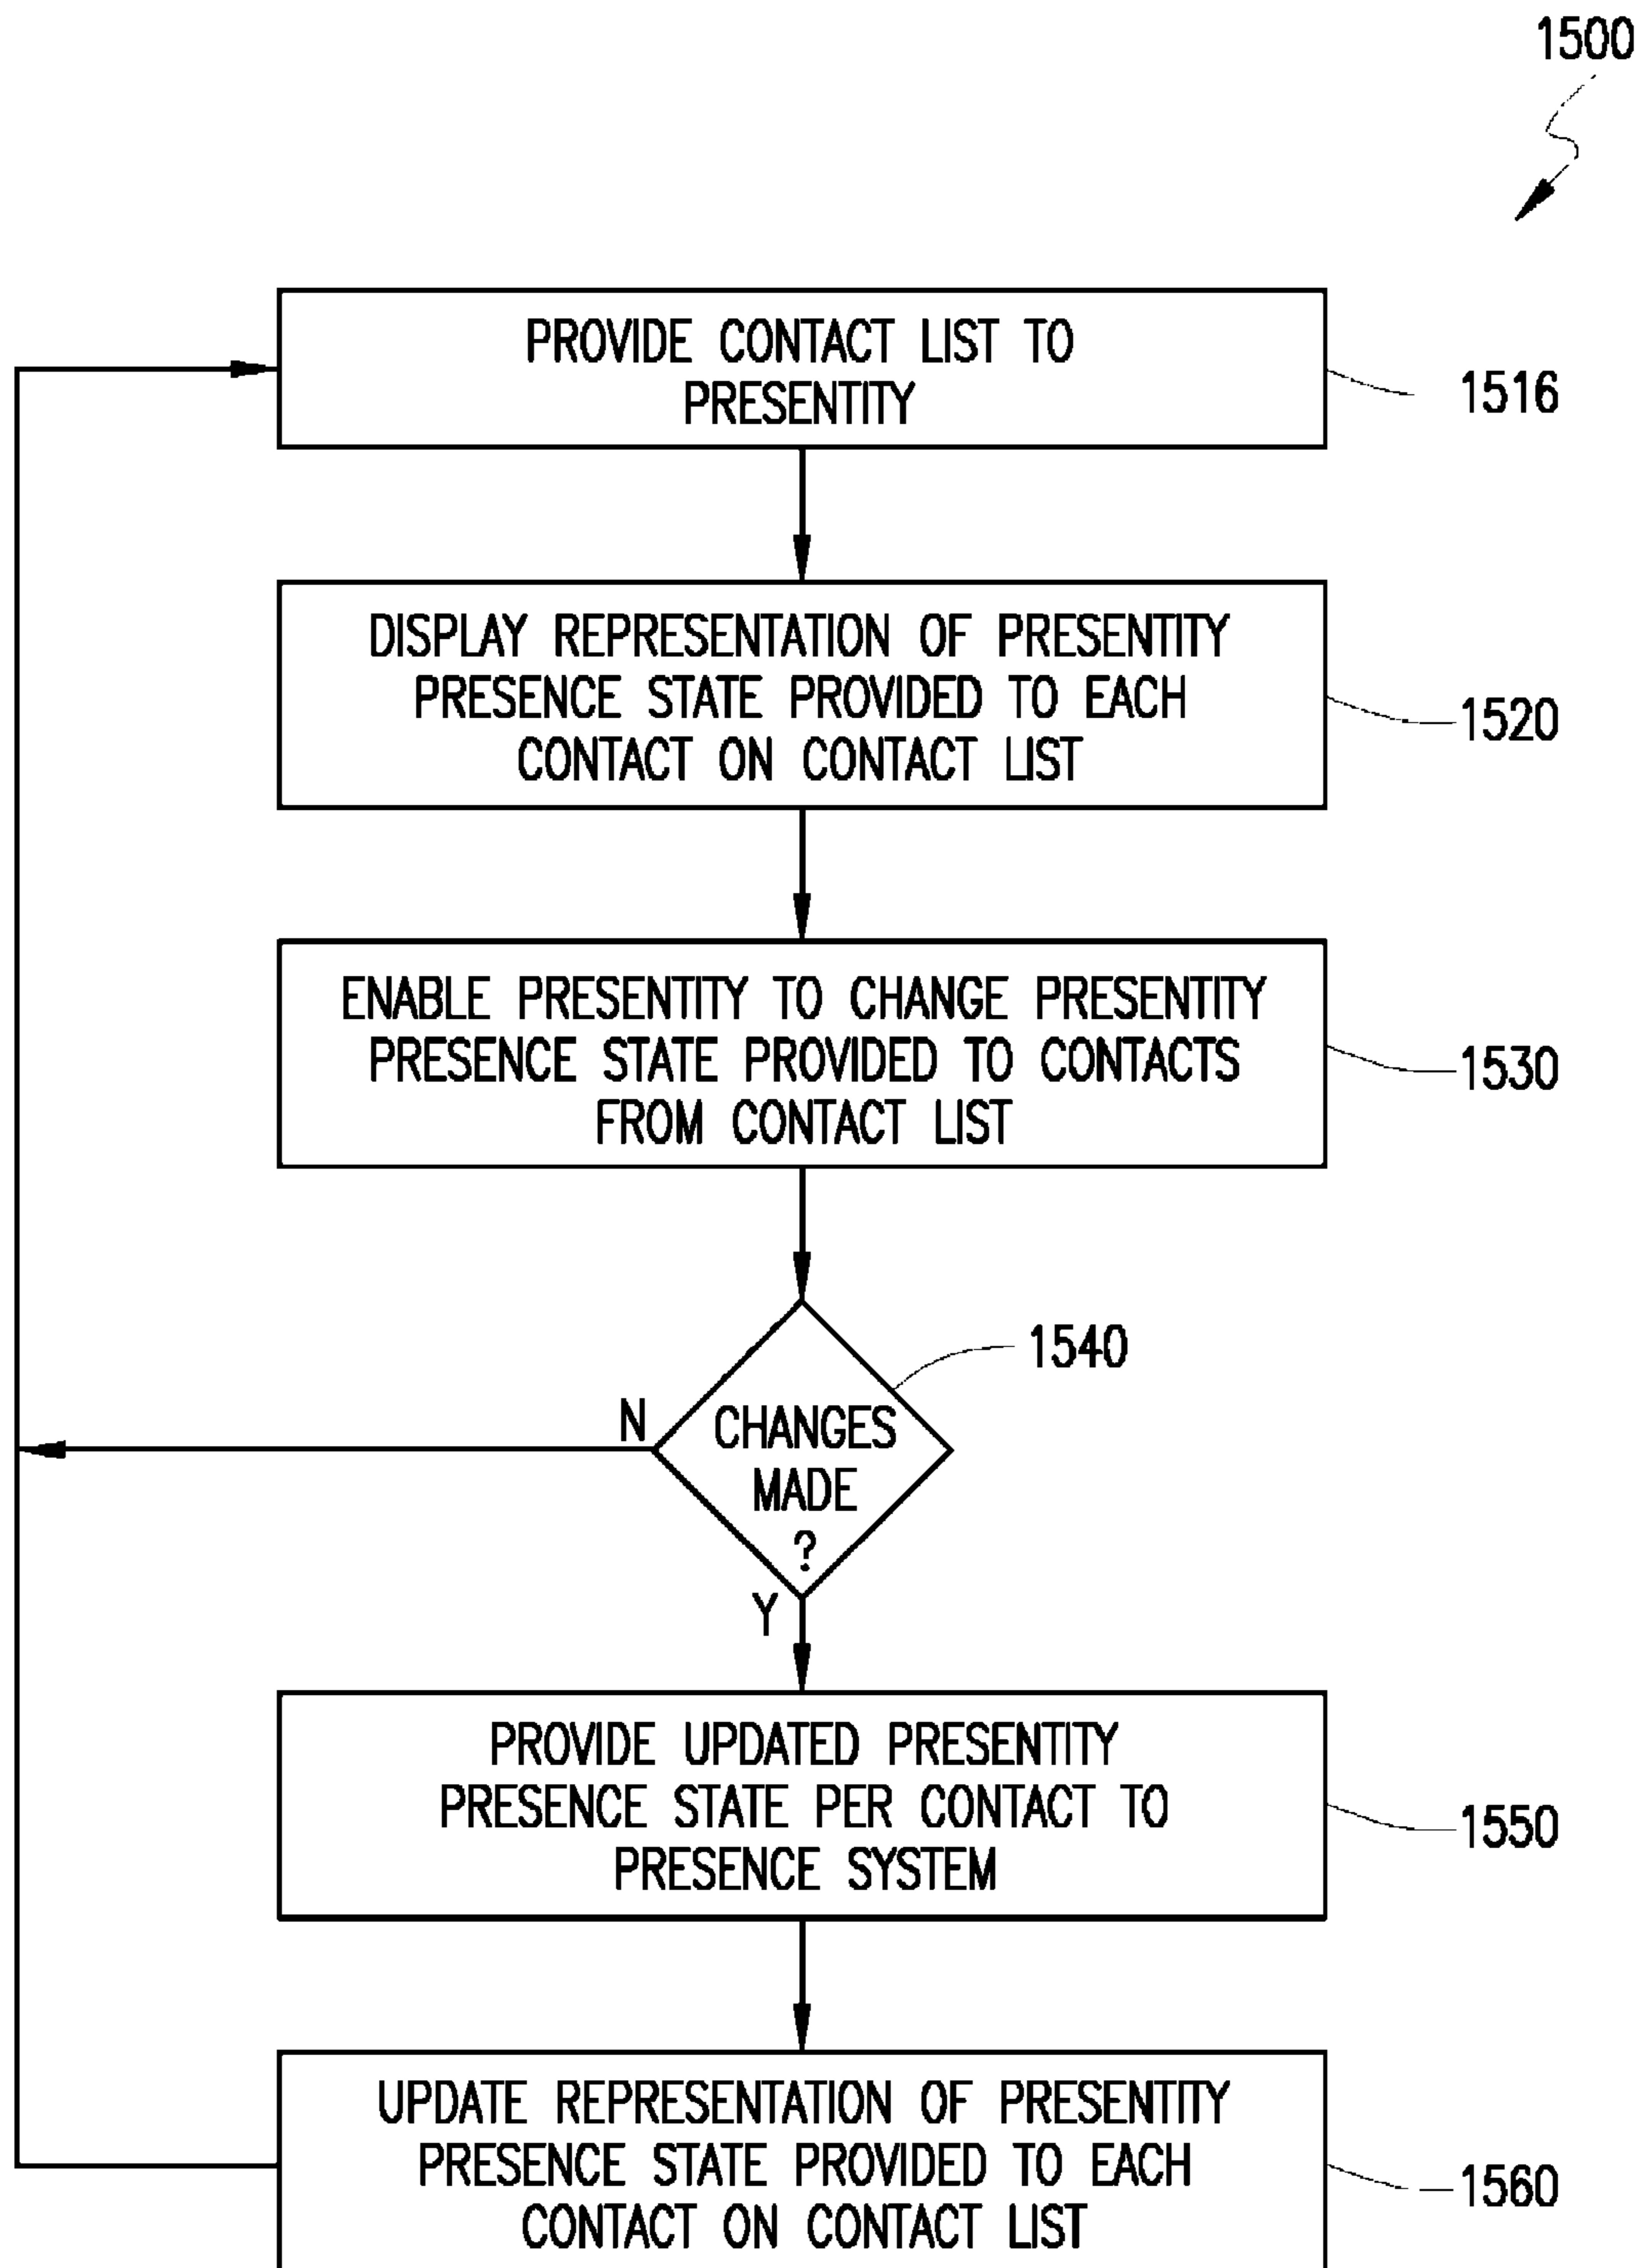 1500
PROVIDE CONTACT LIST TO
PRESENTITY
1516
DISPLAY REPRESENTATION OF PRESENTITY
PRESENCE STATE PROVIDED TO EACH
CONTACT ON CONTACT LIST
1520
ENABLE PRESENTITY TO CHANGE PRESENTITY
PRESENCE STATE PROVIDED TO CONTACTS
FROM CONTACT LIST
1530
1540
N
CHANGES
MADE
?
Y
PROVIDE UPDATED PRESENTITY
PRESENCE STATE PER CONTACT TO
PRESENCE SYSTEM
1550
UPDATE REPRESENTATION OF PRESENTITY
PRESENCE STATE PROVIDED TO EACH
CONTACT ON CONTACT LIST
1560